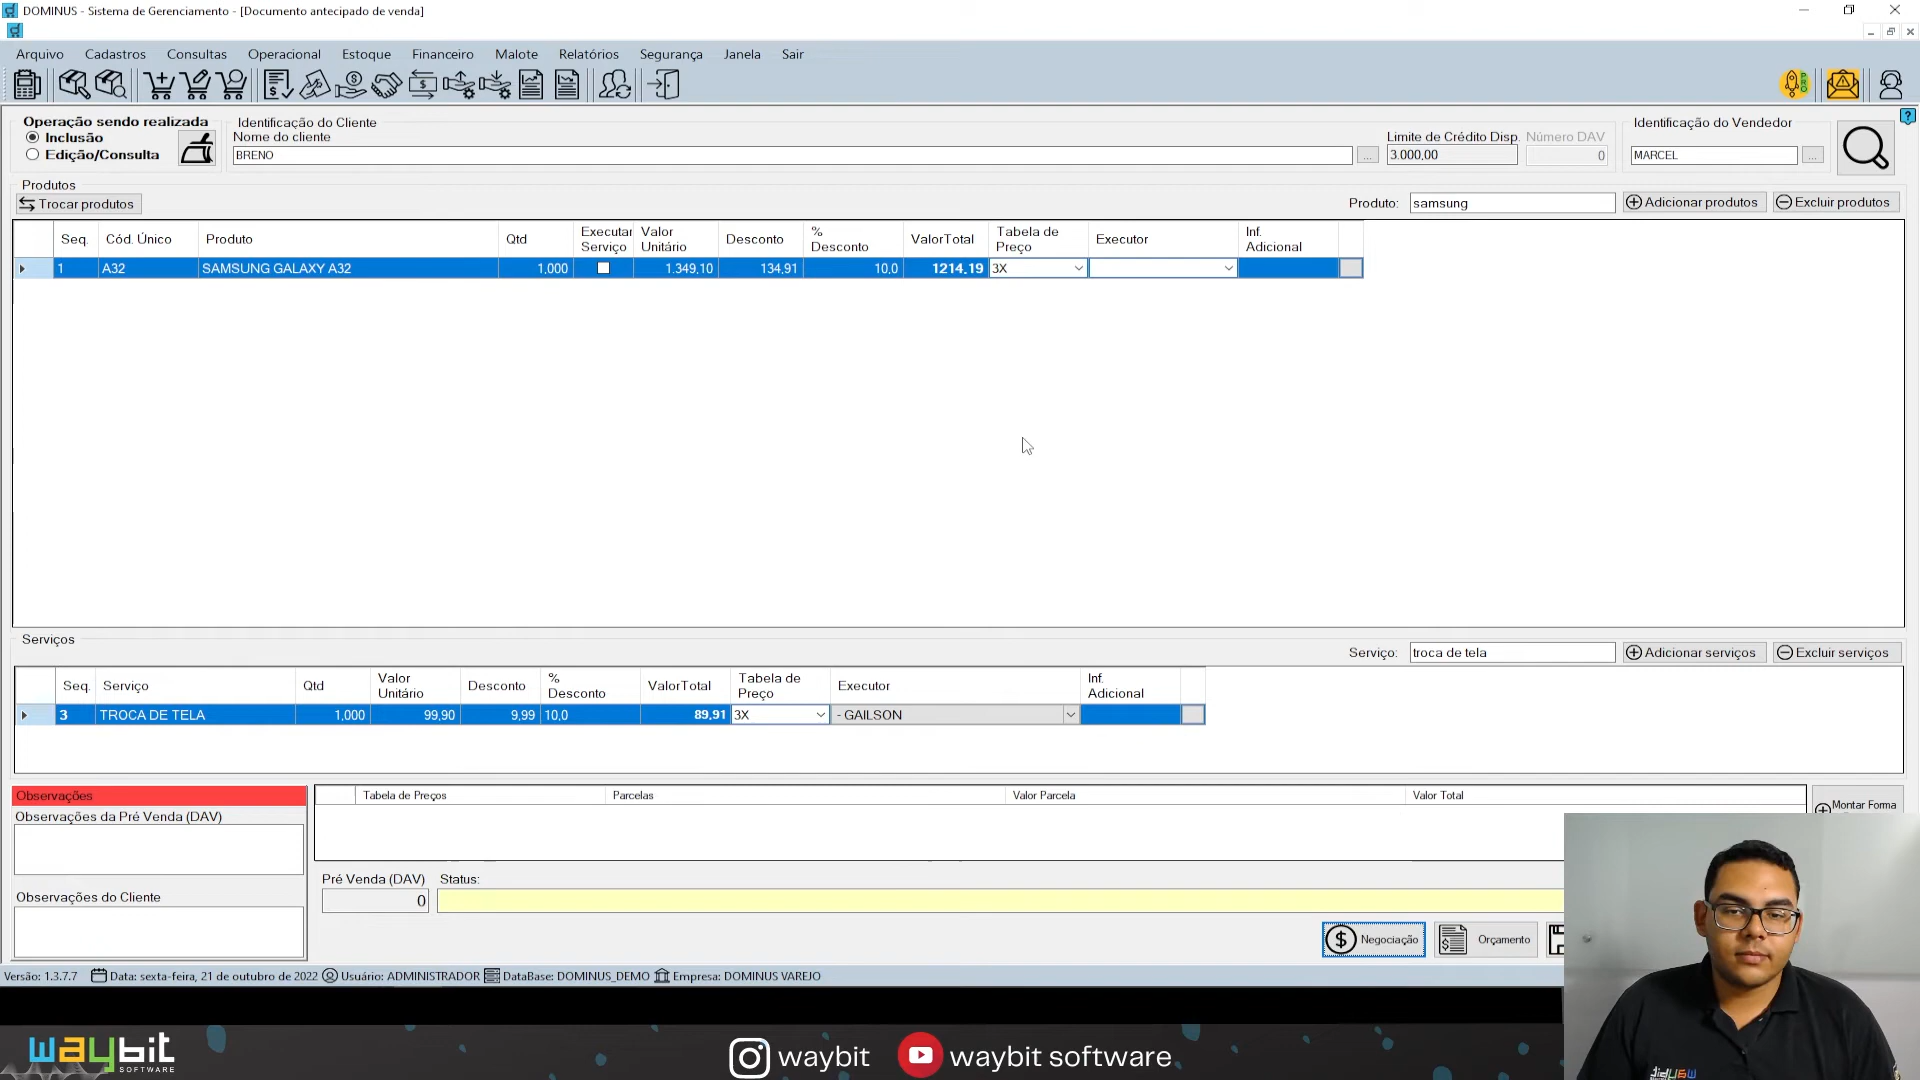 DOMINUS - Sistema de Gerenciamento - [Documento antecipado de venda]
Arquivo Cadastros Consultas Operacional Estoque Financeiro Malote Relatórios Segurança Janela Sair
Operação sendo realizada
Inclusão
Edição/Consulta
Identificação do Cliente
Nome do cliente
BRENO
...
Limite de Crédito Disp.
3.000,00
Número DAV
0
Identificação do Vendedor
MARCEL
...
?
Produtos
Trocar produtos
Produto: samsung
Adicionar produtos
Excluir produtos
Seq. Cód. Único Produto Qtd Executar Serviço Valor Unitário Desconto % Desconto ValorTotal Tabela de Preço Executor Inf. Adicional
1 A32 SAMSUNG GALAXY A32 1,000 1.349,10 134,91 10,0 1214,19 3X
Serviços
Serviço: troca de tela
Adicionar serviços
Excluir serviços
Seq. Serviço Qtd Valor Unitário Desconto % Desconto ValorTotal Tabela de Preço Executor Inf. Adicional
3 TROCA DE TELA 1,000 99,90 9,99 10,0 89,91 3X - GAILSON
Observações
Observações da Pré Venda (DAV)
Observações do Cliente
Tabela de Preços Parcelas Valor Parcela Valor Total
Montar Forma
Pré Venda (DAV)
0
Status:
Negociação
Orçamento
Versão: 1.3.7.7 Data: sexta-feira, 21 de outubro de 2022 Usuário: ADMINISTRADOR DataBase: DOMINUS_DEMO Empresa: DOMINUS VAREJO
waybit
SOFTWARE
waybit
waybit software